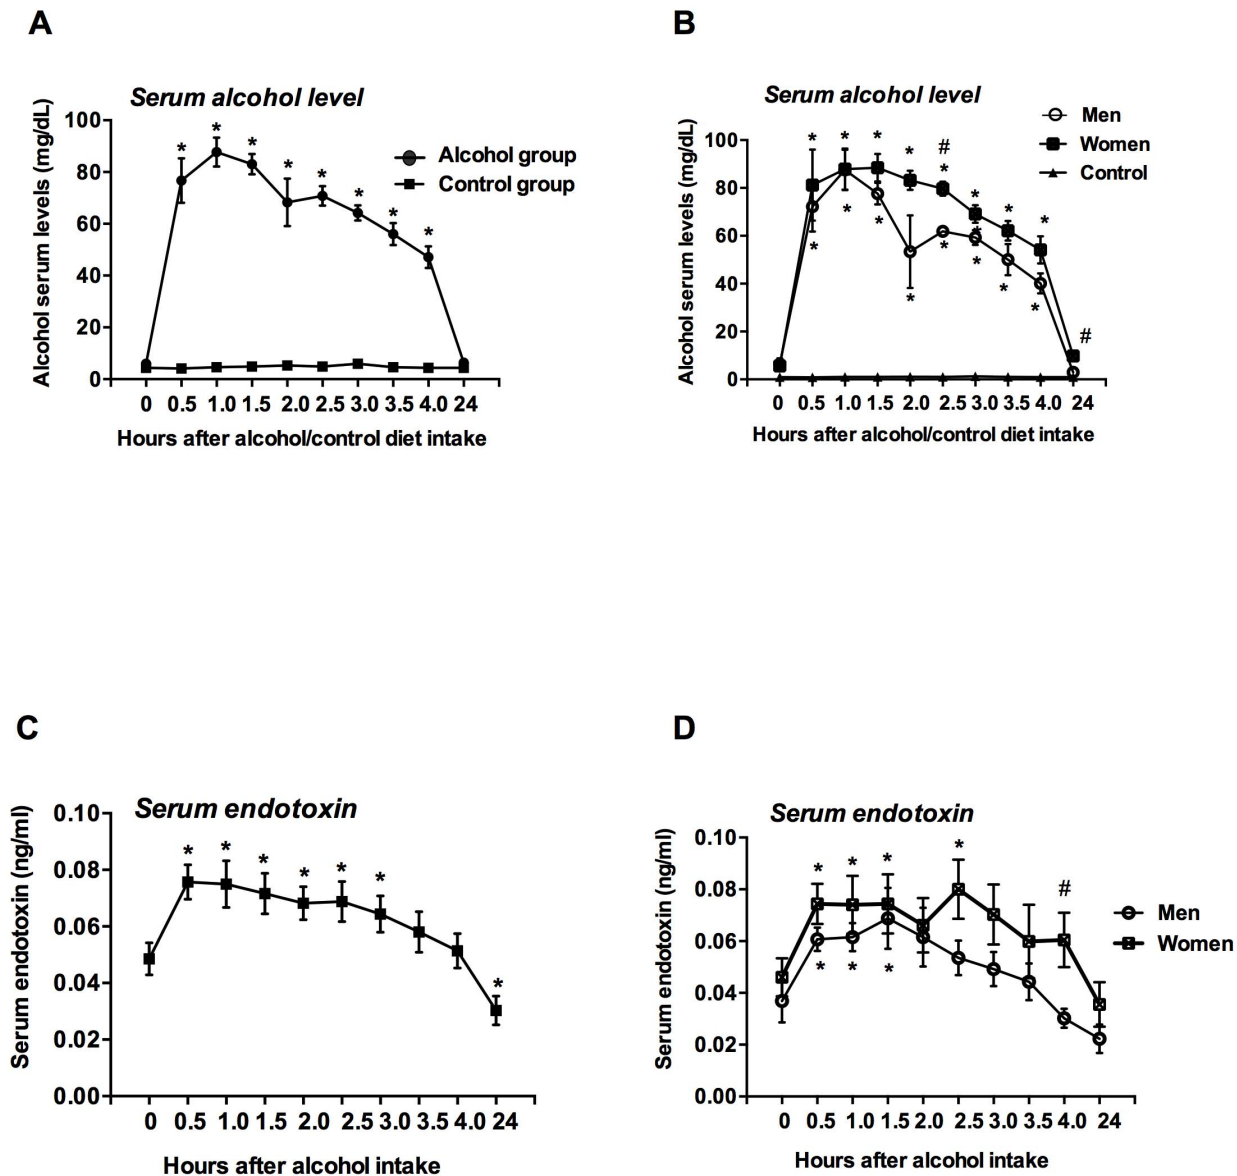 A
Serum alcohol level
Alcohol serum levels (mg/dL)
100
80
60
40
20
0
* * * * * * * *
Alcohol group
Control group
0 0.5 1.0 1.5 2.0 2.5 3.0 3.5 4.0 24
Hours after alcohol/control diet intake
B
Serum alcohol level
Alcohol serum levels (mg/dL)
100
80
60
40
20
0
#
* * * * * * * *
* * * * * * * *
#
Men
Women
Control
0 0.5 1.0 1.5 2.0 2.5 3.0 3.5 4.0 24
Hours after alcohol/control diet intake
C
Serum endotoxin
Serum endotoxin (ng/ml)
0.10
0.08
0.06
0.04
0.02
0.00
* * * * * * *
0 0.5 1.0 1.5 2.0 2.5 3.0 3.5 4.0 24
Hours after alcohol intake
D
Serum endotoxin
Serum endotoxin (ng/ml)
0.10
0.08
0.06
0.04
0.02
0.00
* * * * #
* * *
Men
Women
0 0.5 1.0 1.5 2.0 2.5 3.0 3.5 4.0 24
Hours after alcohol intake